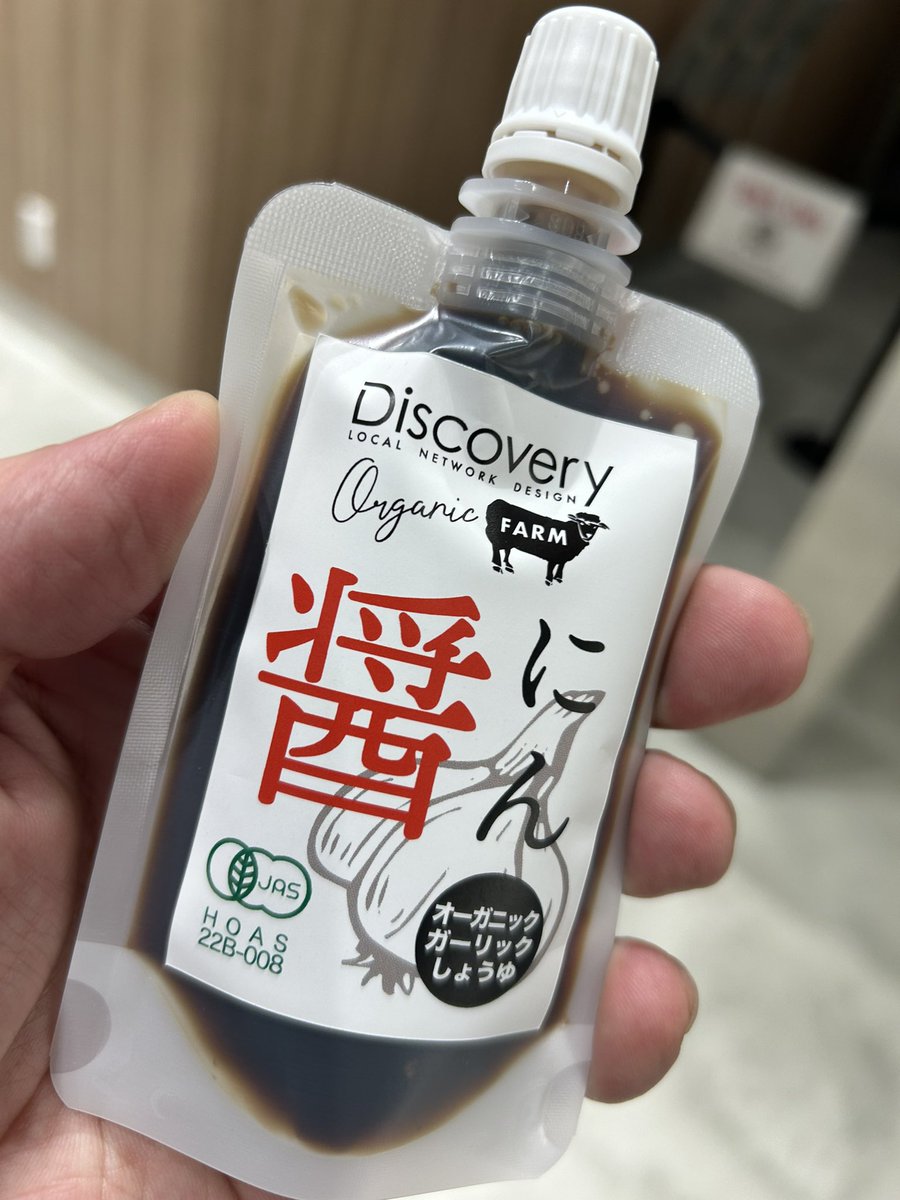 Discovery
LOCAL NETWORK DESIGN
Organic FARM
にん
醤
JAS
HOAS
22B-008
オーガニック
ガーリック
しょうゆ